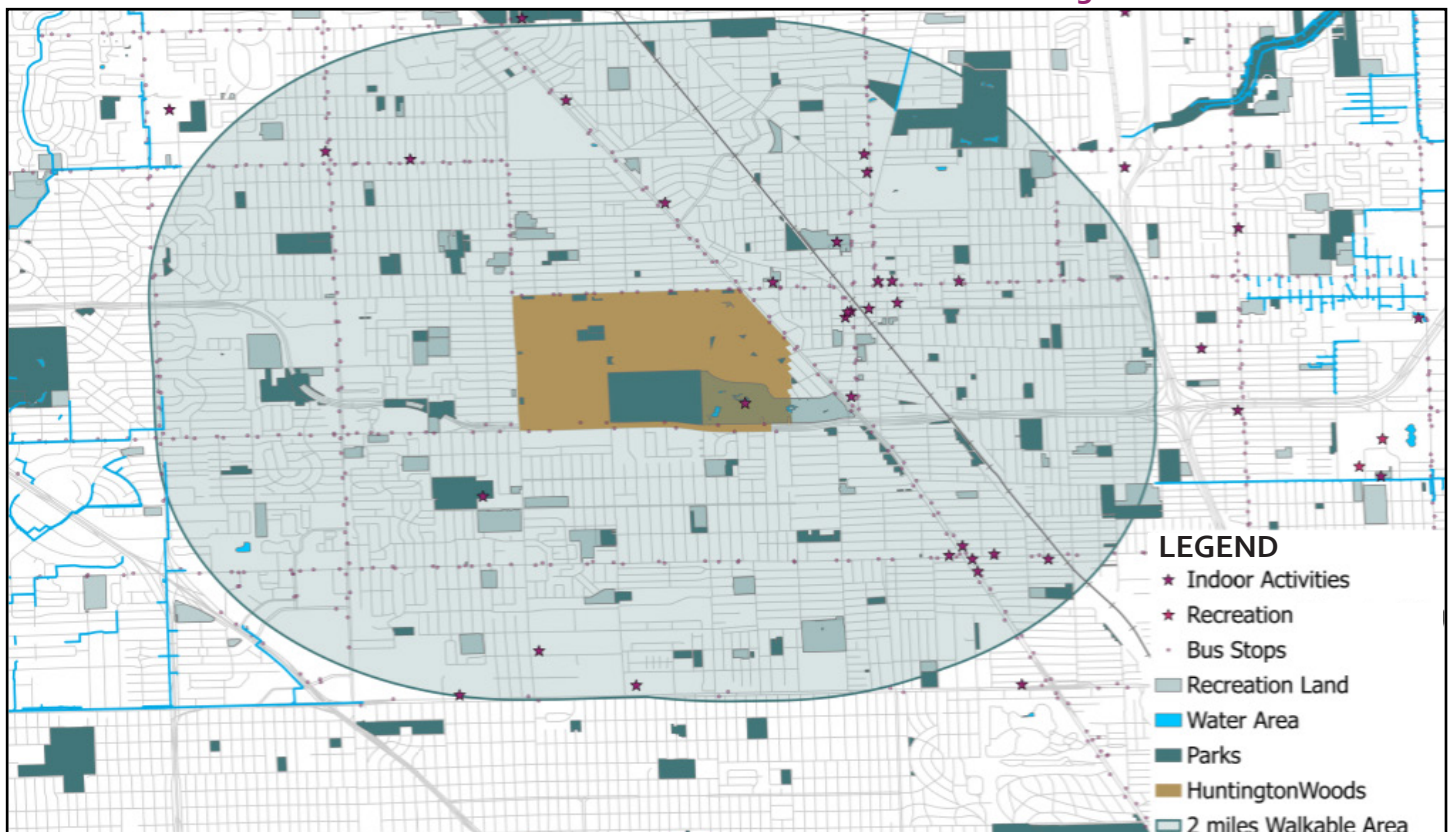 LEGEND
Indoor Activities
Recreation
Bus Stops
Recreation Land
Water Area
Parks
HuntingtonWoods
2 miles Walkable Area